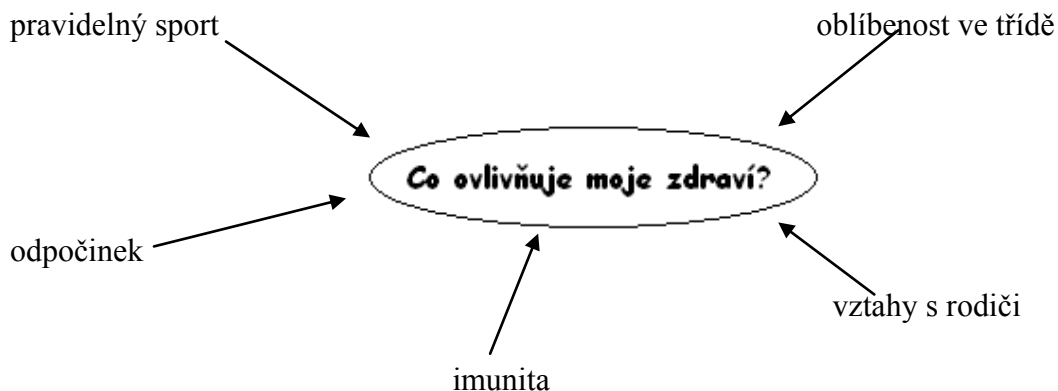 pravidelný sport
oblíbenost ve třídě
Co ovlivňuje moje zdraví?
odpočinek
vztahy s rodiči
imunita